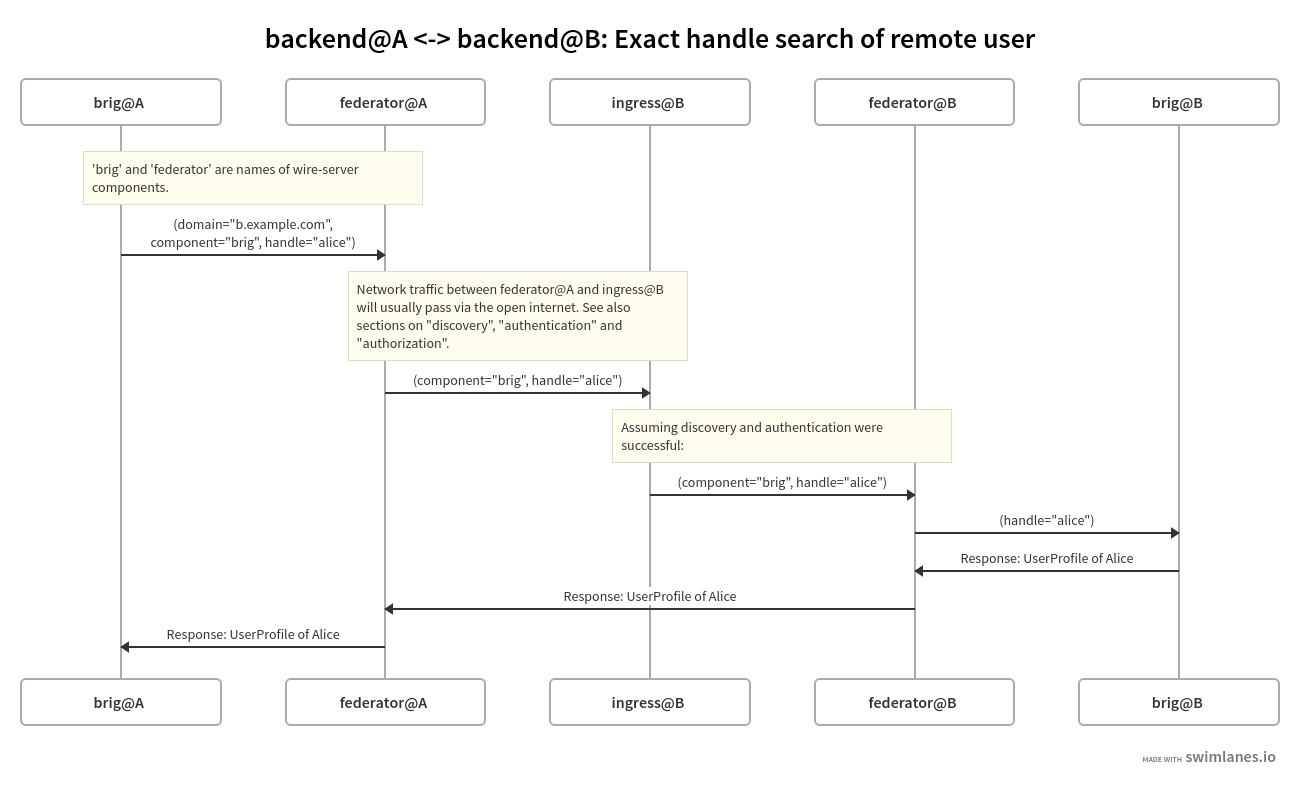 backend@A <-> backend@B: Exact handle search of remote user
brig@A
federator@A
ingress@B
federator@B
brig@B
'brig' and 'federator' are names of wire-server
components.
(domain="b.example.com",
component="brig", handle="alice")
Network traffic between federator@A and ingress@B
will usually pass via the open internet. See also
sections on "discovery", "authentication" and
"authorization".
(component="brig", handle="alice")
Assuming discovery and authentication were
successful:
(component="brig", handle="alice")
(handle="alice")
Response: UserProfile of Alice
Response: UserProfile of Alice
Response: UserProfile of Alice
brig@A
federator@A
ingress@B
federator@B
brig@B
MADE WITH swimlanes.io